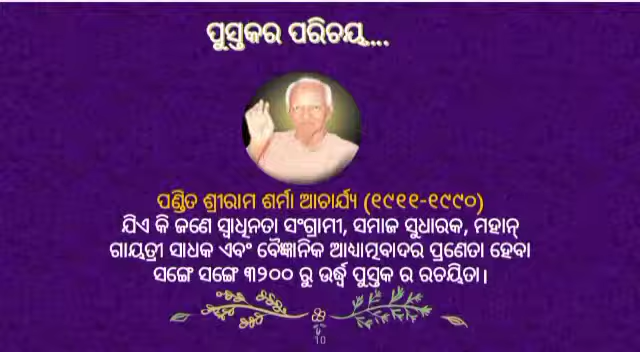 ପୁସ୍ତକର ପରିଚୟ...
ପଣ୍ଡିତ ଶ୍ରୀରାମ ଶର୍ମା ଆଚାର୍ଯ୍ୟ (୧୯୧୧-୧୯୯୦)
ଯିଏ କି ଜଣେ ସ୍ୱାଧିନତା ସଂଗ୍ରାମୀ, ସମାଜ ସୁଧାରକ, ମହାନ୍
ଗାୟତ୍ରୀ ସାଧକ ଏବଂ ବୈଜ୍ଞାନିକ ଆଧ୍ୟାତ୍ମବାଦର ପ୍ରଣେତା ହେବା
ସଙ୍ଗେ ସଙ୍ଗେ ୩୨୦୦ ରୁ ଉର୍ଦ୍ଧ୍ୱ ପୁସ୍ତକ ର ରଚୟିତା।
10